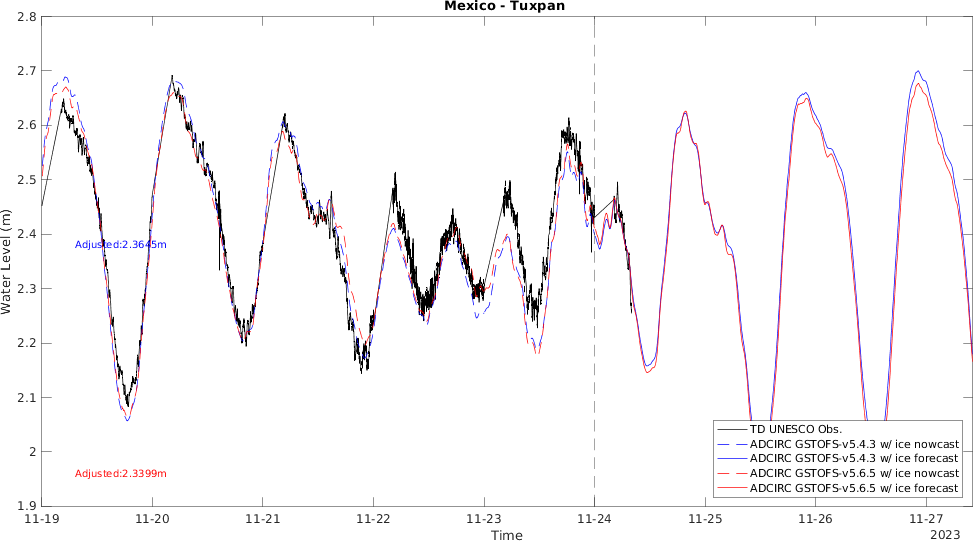 Mexico - Tuxpan
2.8
2.7
2.6
2.5
2.4
2.3
2.2
2.1
2
1.9
Water Level (m)
Adjusted:2.3645m
Adjusted:2.3399m
TD UNESCO Obs.
ADCIRC GSTOFS-v5.4.3 w/ ice nowcast
ADCIRC GSTOFS-v5.4.3 w/ ice forecast
ADCIRC GSTOFS-v5.6.5 w/ ice nowcast
ADCIRC GSTOFS-v5.6.5 w/ ice forecast
11-19 11-20 11-21 11-22 11-23 11-24 11-25 11-26 11-27
Time
2023